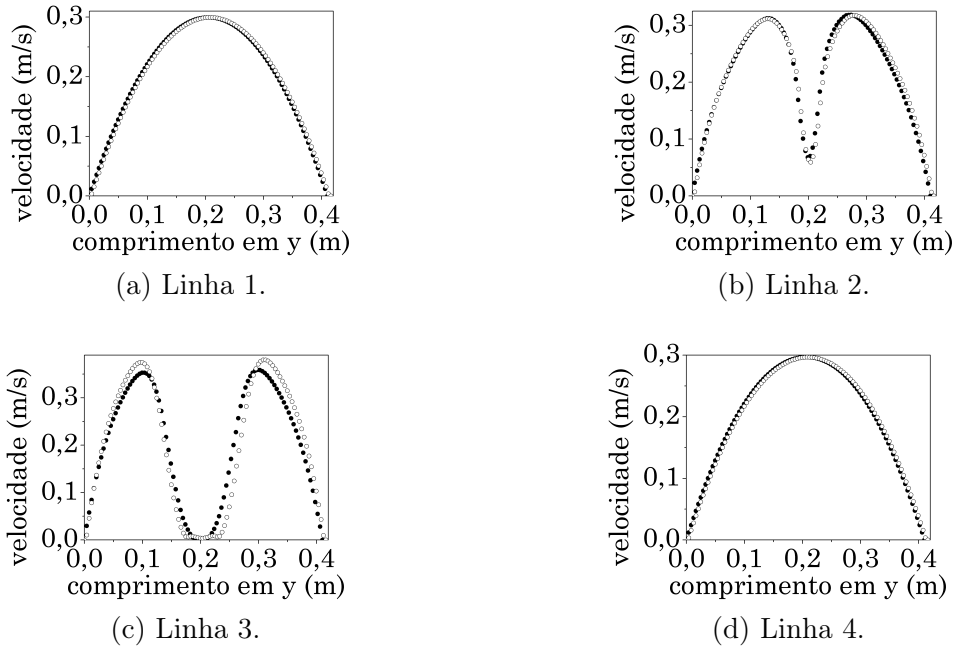 velocidade (m/s)
0,3
0,2
0,1
0,0
0,0 0,1 0,2 0,3 0,4
comprimento em y (m)
(a) Linha 1.
velocidade (m/s)
0,3
0,2
0,1
0,0
0,0 0,1 0,2 0,3 0,4
comprimento em y (m)
(b) Linha 2.
velocidade (m/s)
0,3
0,2
0,1
0,0
0,0 0,1 0,2 0,3 0,4
comprimento em y (m)
(c) Linha 3.
velocidade (m/s)
0,3
0,2
0,1
0,0
0,0 0,1 0,2 0,3 0,4
comprimento em y (m)
(d) Linha 4.